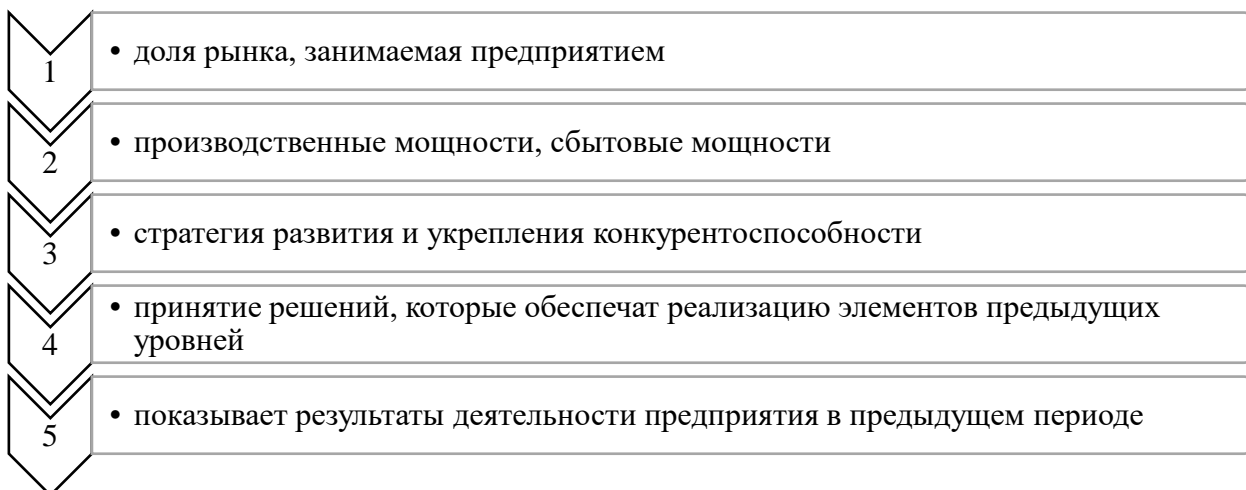 1
• доля рынка, занимаемая предприятием
2
• производственные мощности, сбытовые мощности
3
• стратегия развития и укрепления конкурентоспособности
4
• принятие решений, которые обеспечат реализацию элементов предыдущих
уровней
5
• показывает результаты деятельности предприятия в предыдущем периоде